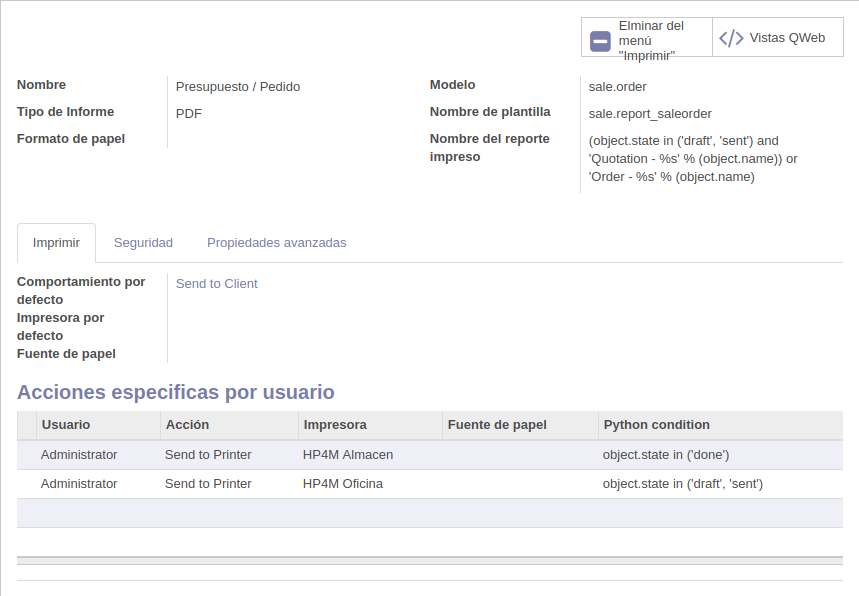 Elminar del
menú
"Imprimir"
Vistas QWeb
Nombre
Presupuesto / Pedido
Tipo de Informe
PDF
Formato de papel
Modelo
sale.order
Nombre de plantilla
sale.report_saleorder
Nombre del reporte
impreso
(object.state in ('draft', 'sent') and
'Quotation - %s' % (object.name)) or
'Order - %s' % (object.name)
Imprimir
Seguridad
Propiedades avanzadas
Comportamiento por
defecto
Send to Client
Impresora por
defecto
Fuente de papel
Acciones especificas por usuario
Usuario Acción Impresora Fuente de papel Python condition
Administrator Send to Printer HP4M Almacen object.state in ('done')
Administrator Send to Printer HP4M Oficina object.state in ('draft', 'sent')